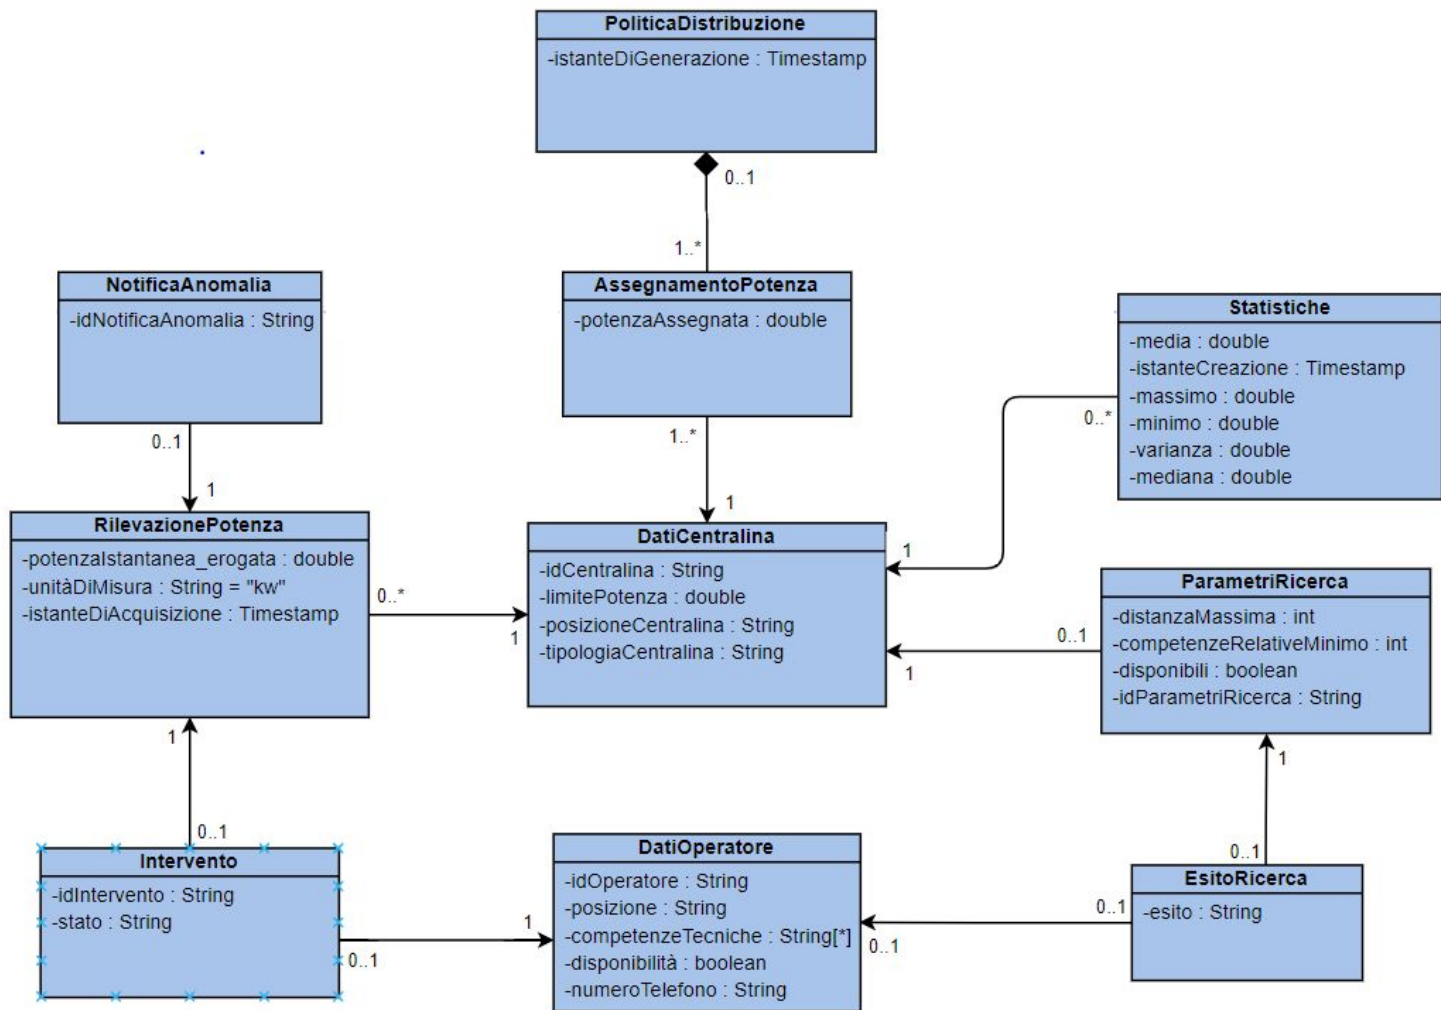 PoliticaDistribuzione
-istanteDiGenerazione : Timestamp
0..1
1..*
NotificaAnomalia
-idNotificaAnomalia : String
0..1
1
AssegnamentoPotenza
-potenzaAssegnata : double
1..*
1
Statistiche
-media : double
-istanteCreazione : Timestamp
-massimo : double
-minimo : double
-varianza : double
-mediana : double
0..*
1
RilevazionePotenza
-potenzaIstantanea_erogata : double
-unitàDiMisura : String = "kw"
-istanteDiAcquisizione : Timestamp
0..*
1
DatiCentralina
-idCentralina : String
-limitePotenza : double
-posizioneCentralina : String
-tipologiaCentralina : String
ParametriRicerca
-distanzaMassima : int
-competenzeRelativeMinimo : int
-disponibili : boolean
-idParametriRicerca : String
0..1
1
1
0..1
1
0..1
Intervento
-idIntervento : String
-stato : String
1
0..1
DatiOperatore
-idOperatore : String
-posizione : String
-competenzeTecniche : String[*]
-disponibilità : boolean
-numeroTelefono : String
0..1
0..1
EsitoRicerca
-esito : String